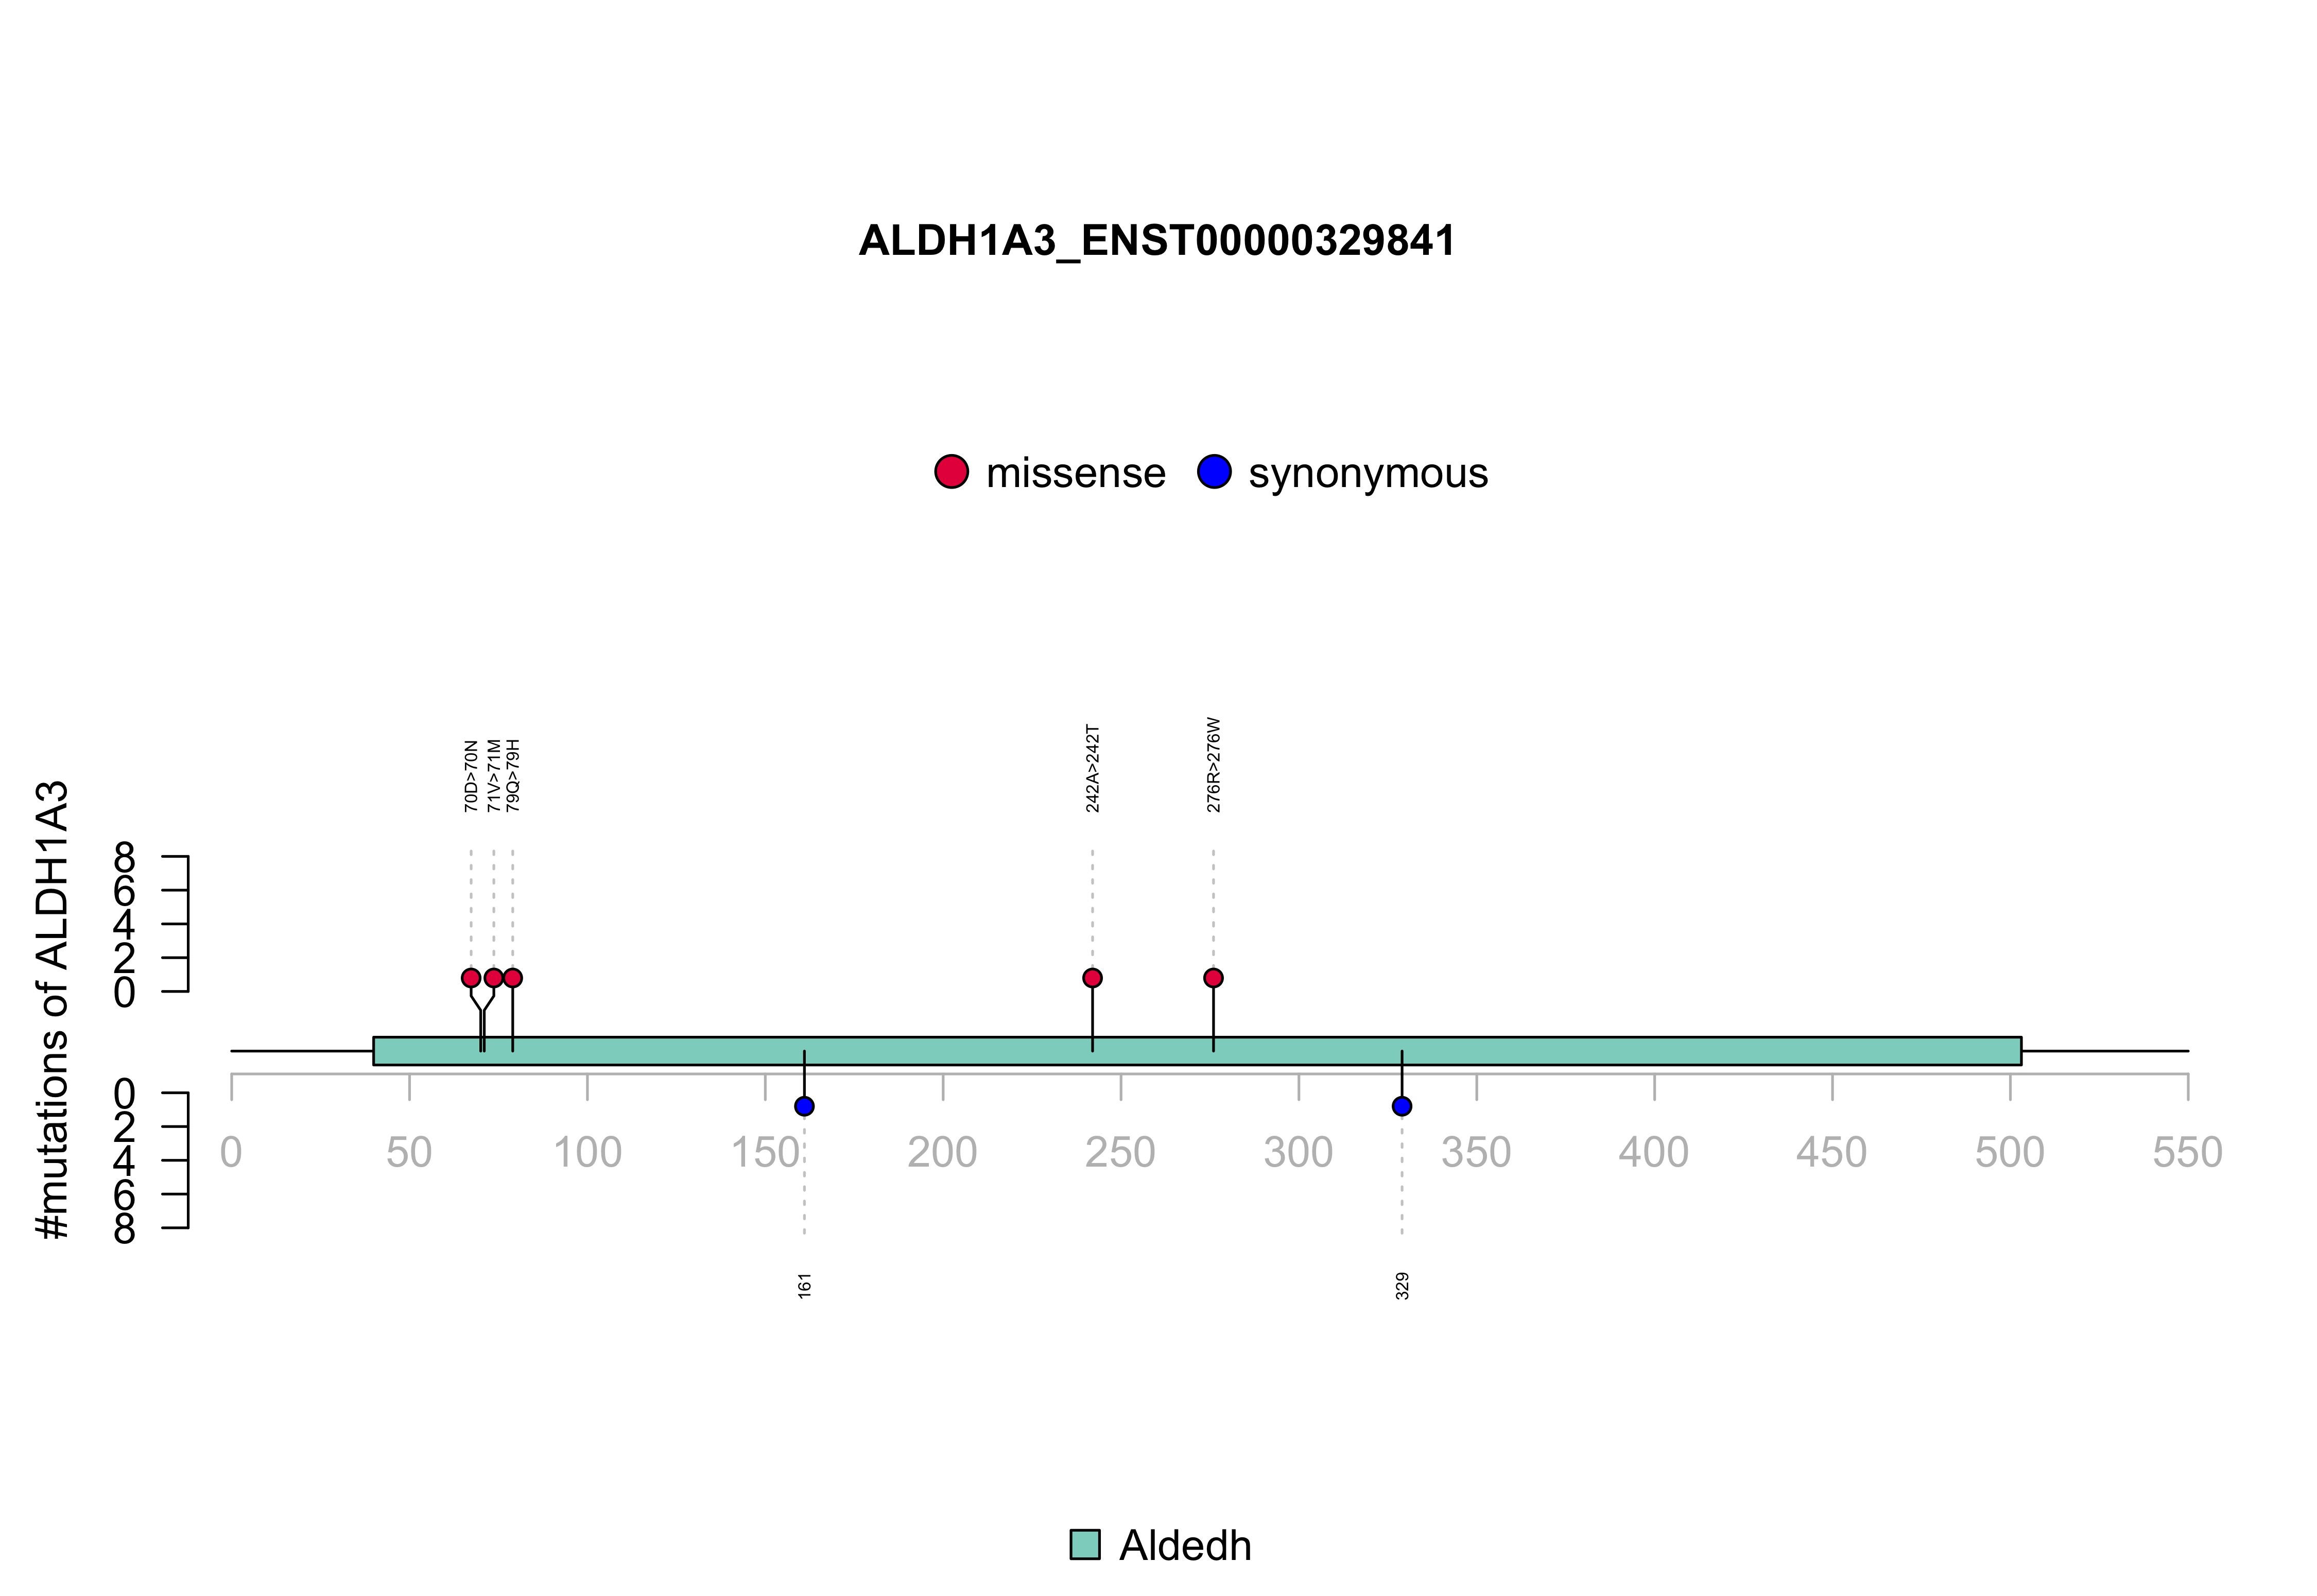 ALDH1A3_ENST00000329841
missense synonymous
70D>70N
71V>71M
79Q>79H
242A>242T
276R>276W
#mutations of ALDH1A3
8
6
4
2
0
0
2
4
6
8
0 50 100 150 200 250 300 350 400 450 500 550
161
329
Aldedh